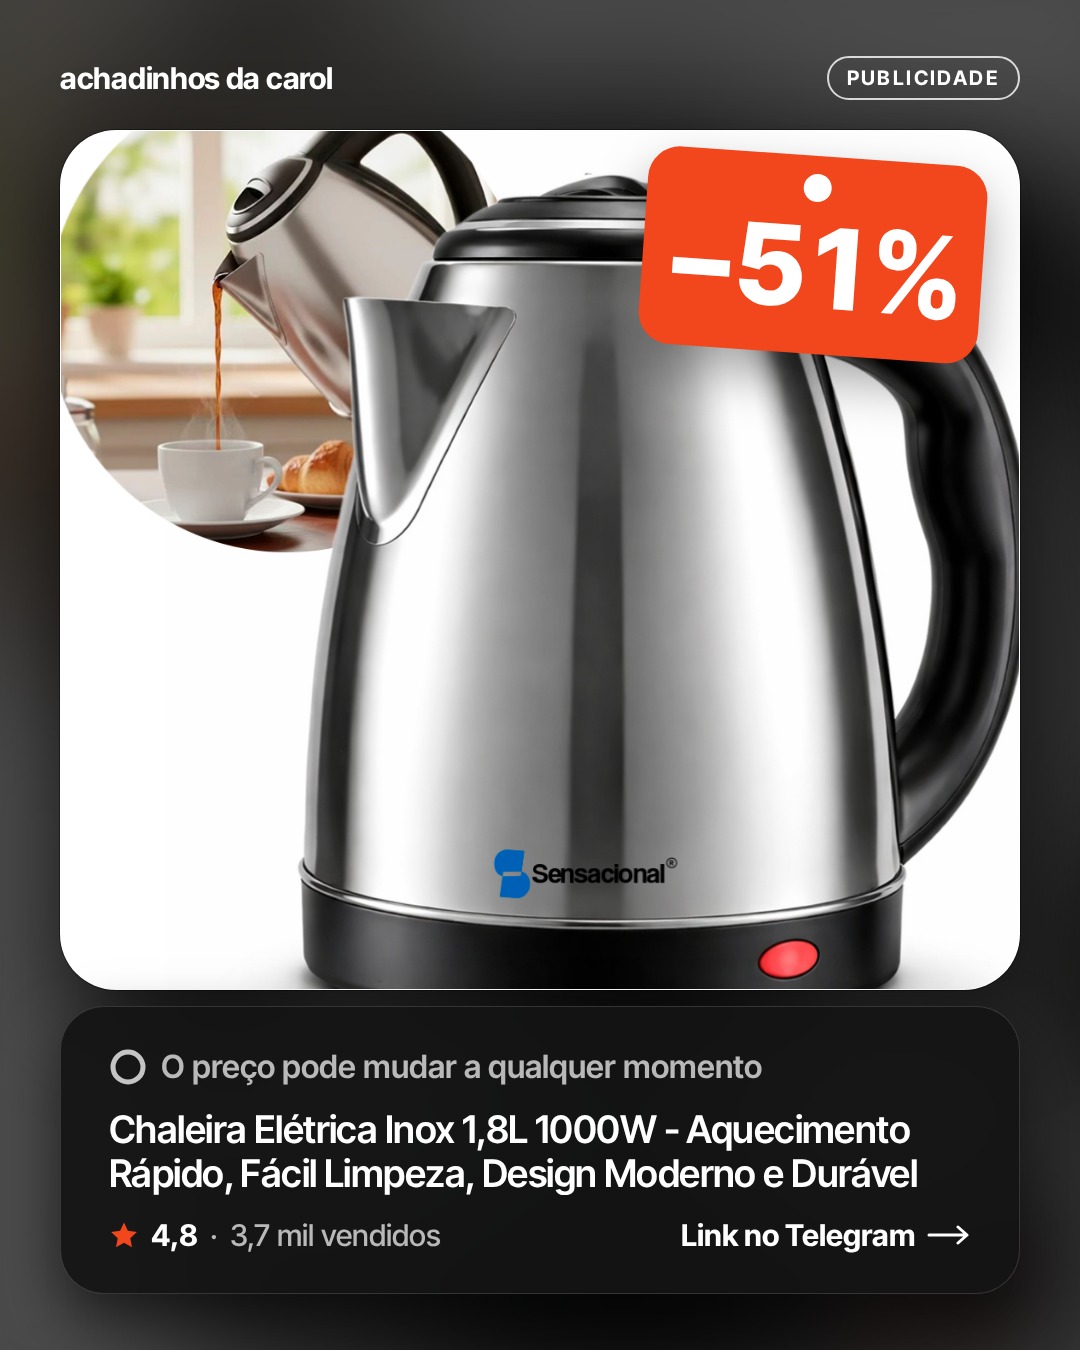 achadinhos da carol
PUBLICIDADE
−51%
Sensacional®
O preço pode mudar a qualquer momento
Chaleira Elétrica Inox 1,8L 1000W - Aquecimento
Rápido, Fácil Limpeza, Design Moderno e Durável
4,8 · 3,7 mil vendidos
Link no Telegram →